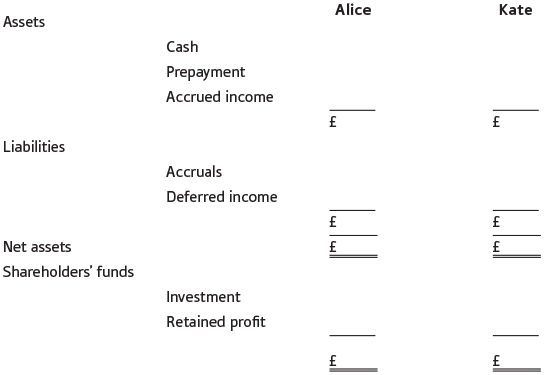 Alice Kate
Assets
Cash
Prepayment
Accrued income
£ £
Liabilities
Accruals
Deferred income
£ £
Net assets £ £
Shareholders’ funds
Investment
Retained profit
£ £